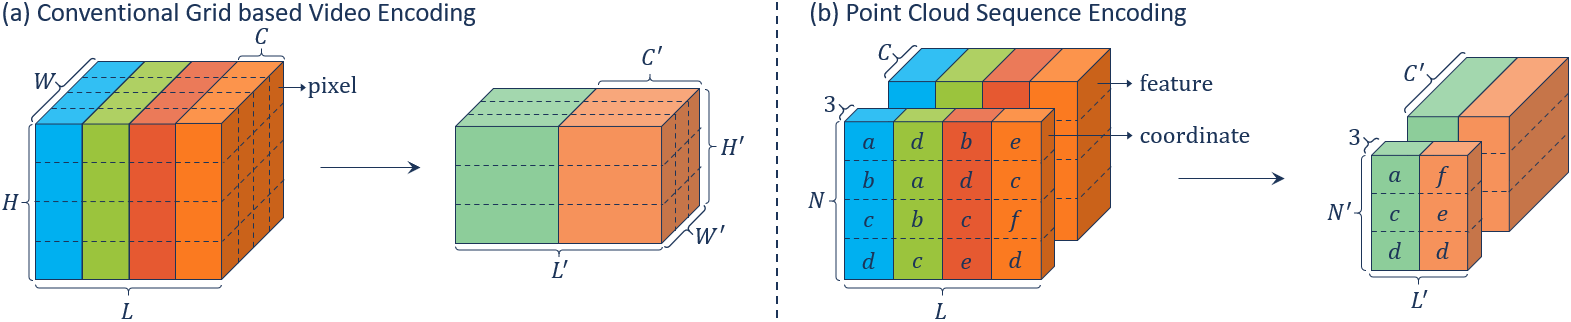 (a) Conventional Grid based Video Encoding
C
W
pixel
H
L
C′
H′
W′
L′
(b) Point Cloud Sequence Encoding
C
feature
3
coordinate
N
a d b e
b a d c
c b c f
d c e d
L
C′
3
N′
a f
c e
d d
L′